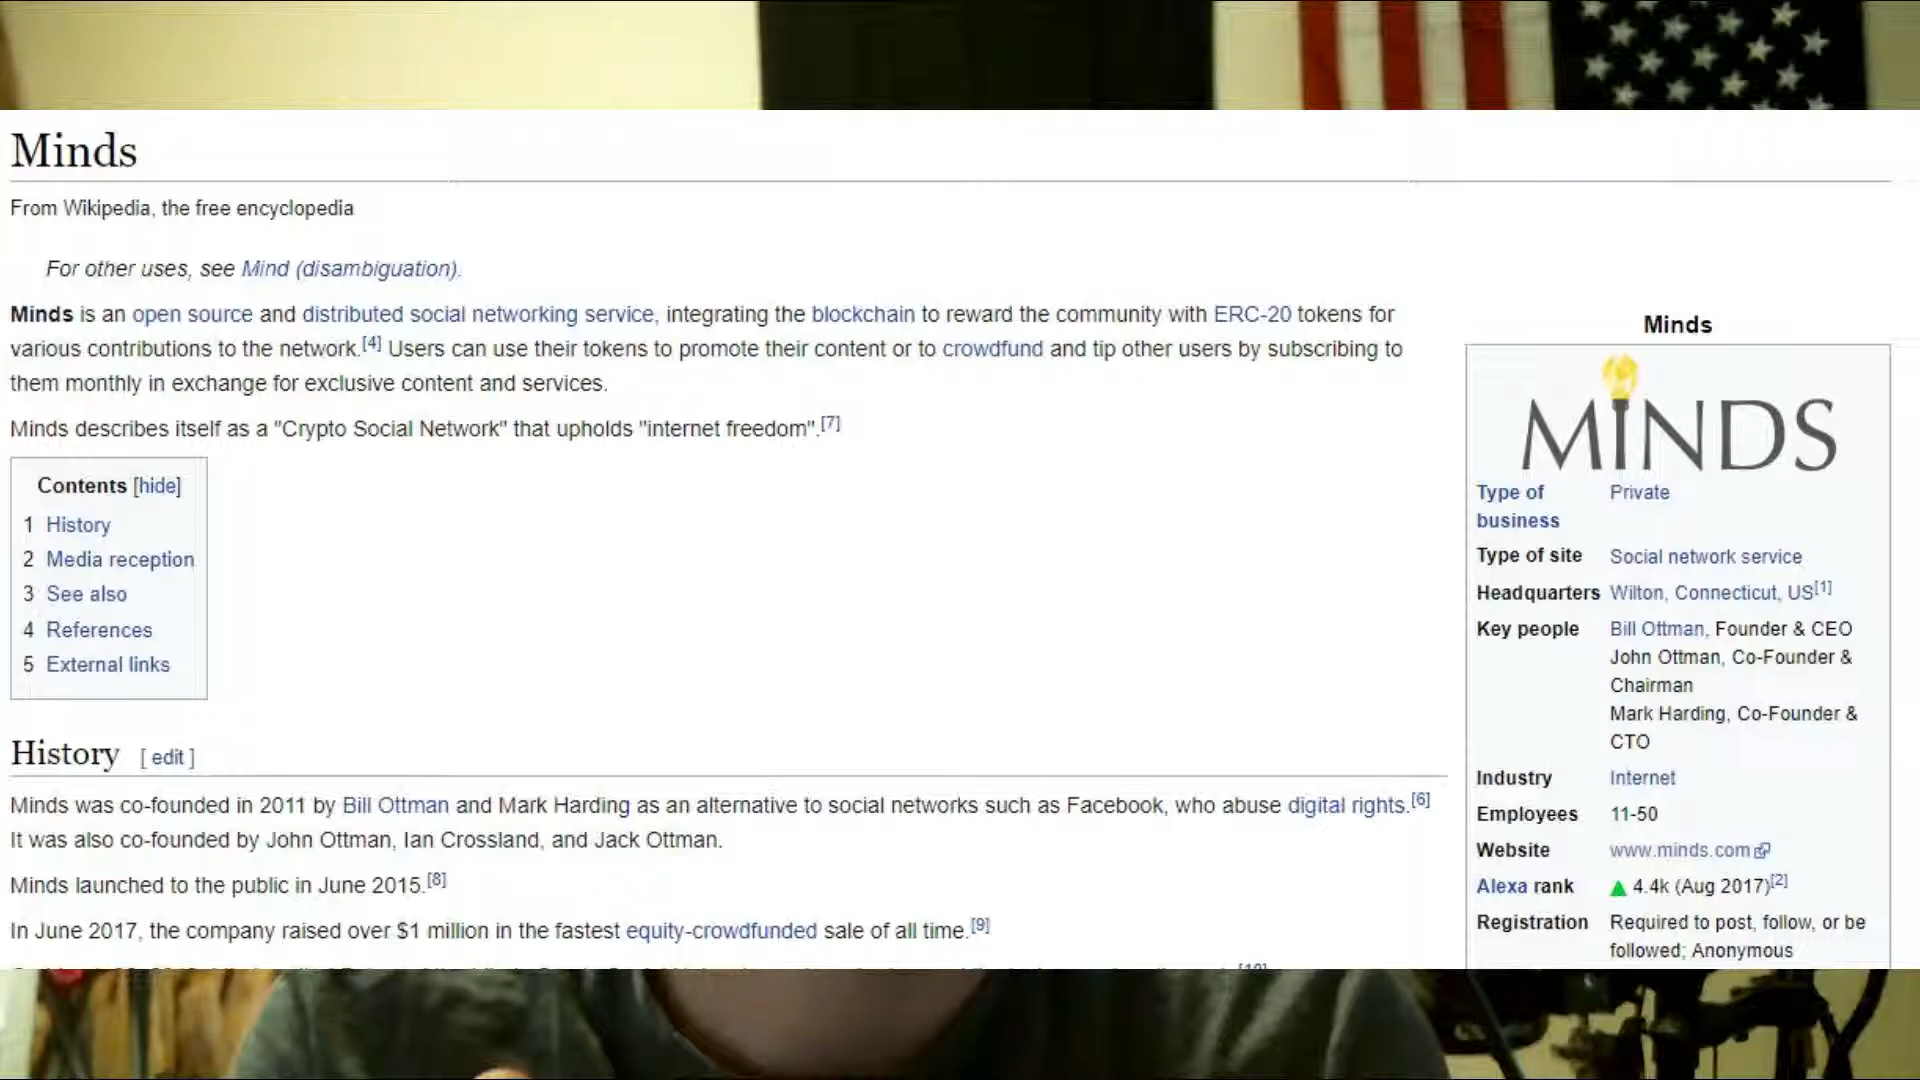 Minds
From Wikipedia, the free encyclopedia
For other uses, see Mind (disambiguation).
Minds is an open source and distributed social networking service, integrating the blockchain to reward the community with ERC-20 tokens for
various contributions to the network.[4] Users can use their tokens to promote their content or to crowdfund and tip other users by subscribing to
them monthly in exchange for exclusive content and services.
Minds describes itself as a "Crypto Social Network" that upholds "internet freedom".[7]
Contents [hide]
1 History
2 Media reception
3 See also
4 References
5 External links
History [ edit ]
Minds was co-founded in 2011 by Bill Ottman and Mark Harding as an alternative to social networks such as Facebook, who abuse digital rights.[6]
It was also co-founded by John Ottman, Ian Crossland, and Jack Ottman.
Minds launched to the public in June 2015.[8]
In June 2017, the company raised over $1 million in the fastest equity-crowdfunded sale of all time.[9]
Minds
MINDS
Type of business Private
Type of site Social network service
Headquarters Wilton, Connecticut, US[1]
Key people Bill Ottman, Founder & CEO
John Ottman, Co-Founder &
Chairman
Mark Harding, Co-Founder &
CTO
Industry Internet
Employees 11-50
Website www.minds.com
Alexa rank 4.4k (Aug 2017)[2]
Registration Required to post, follow, or be
followed; Anonymous